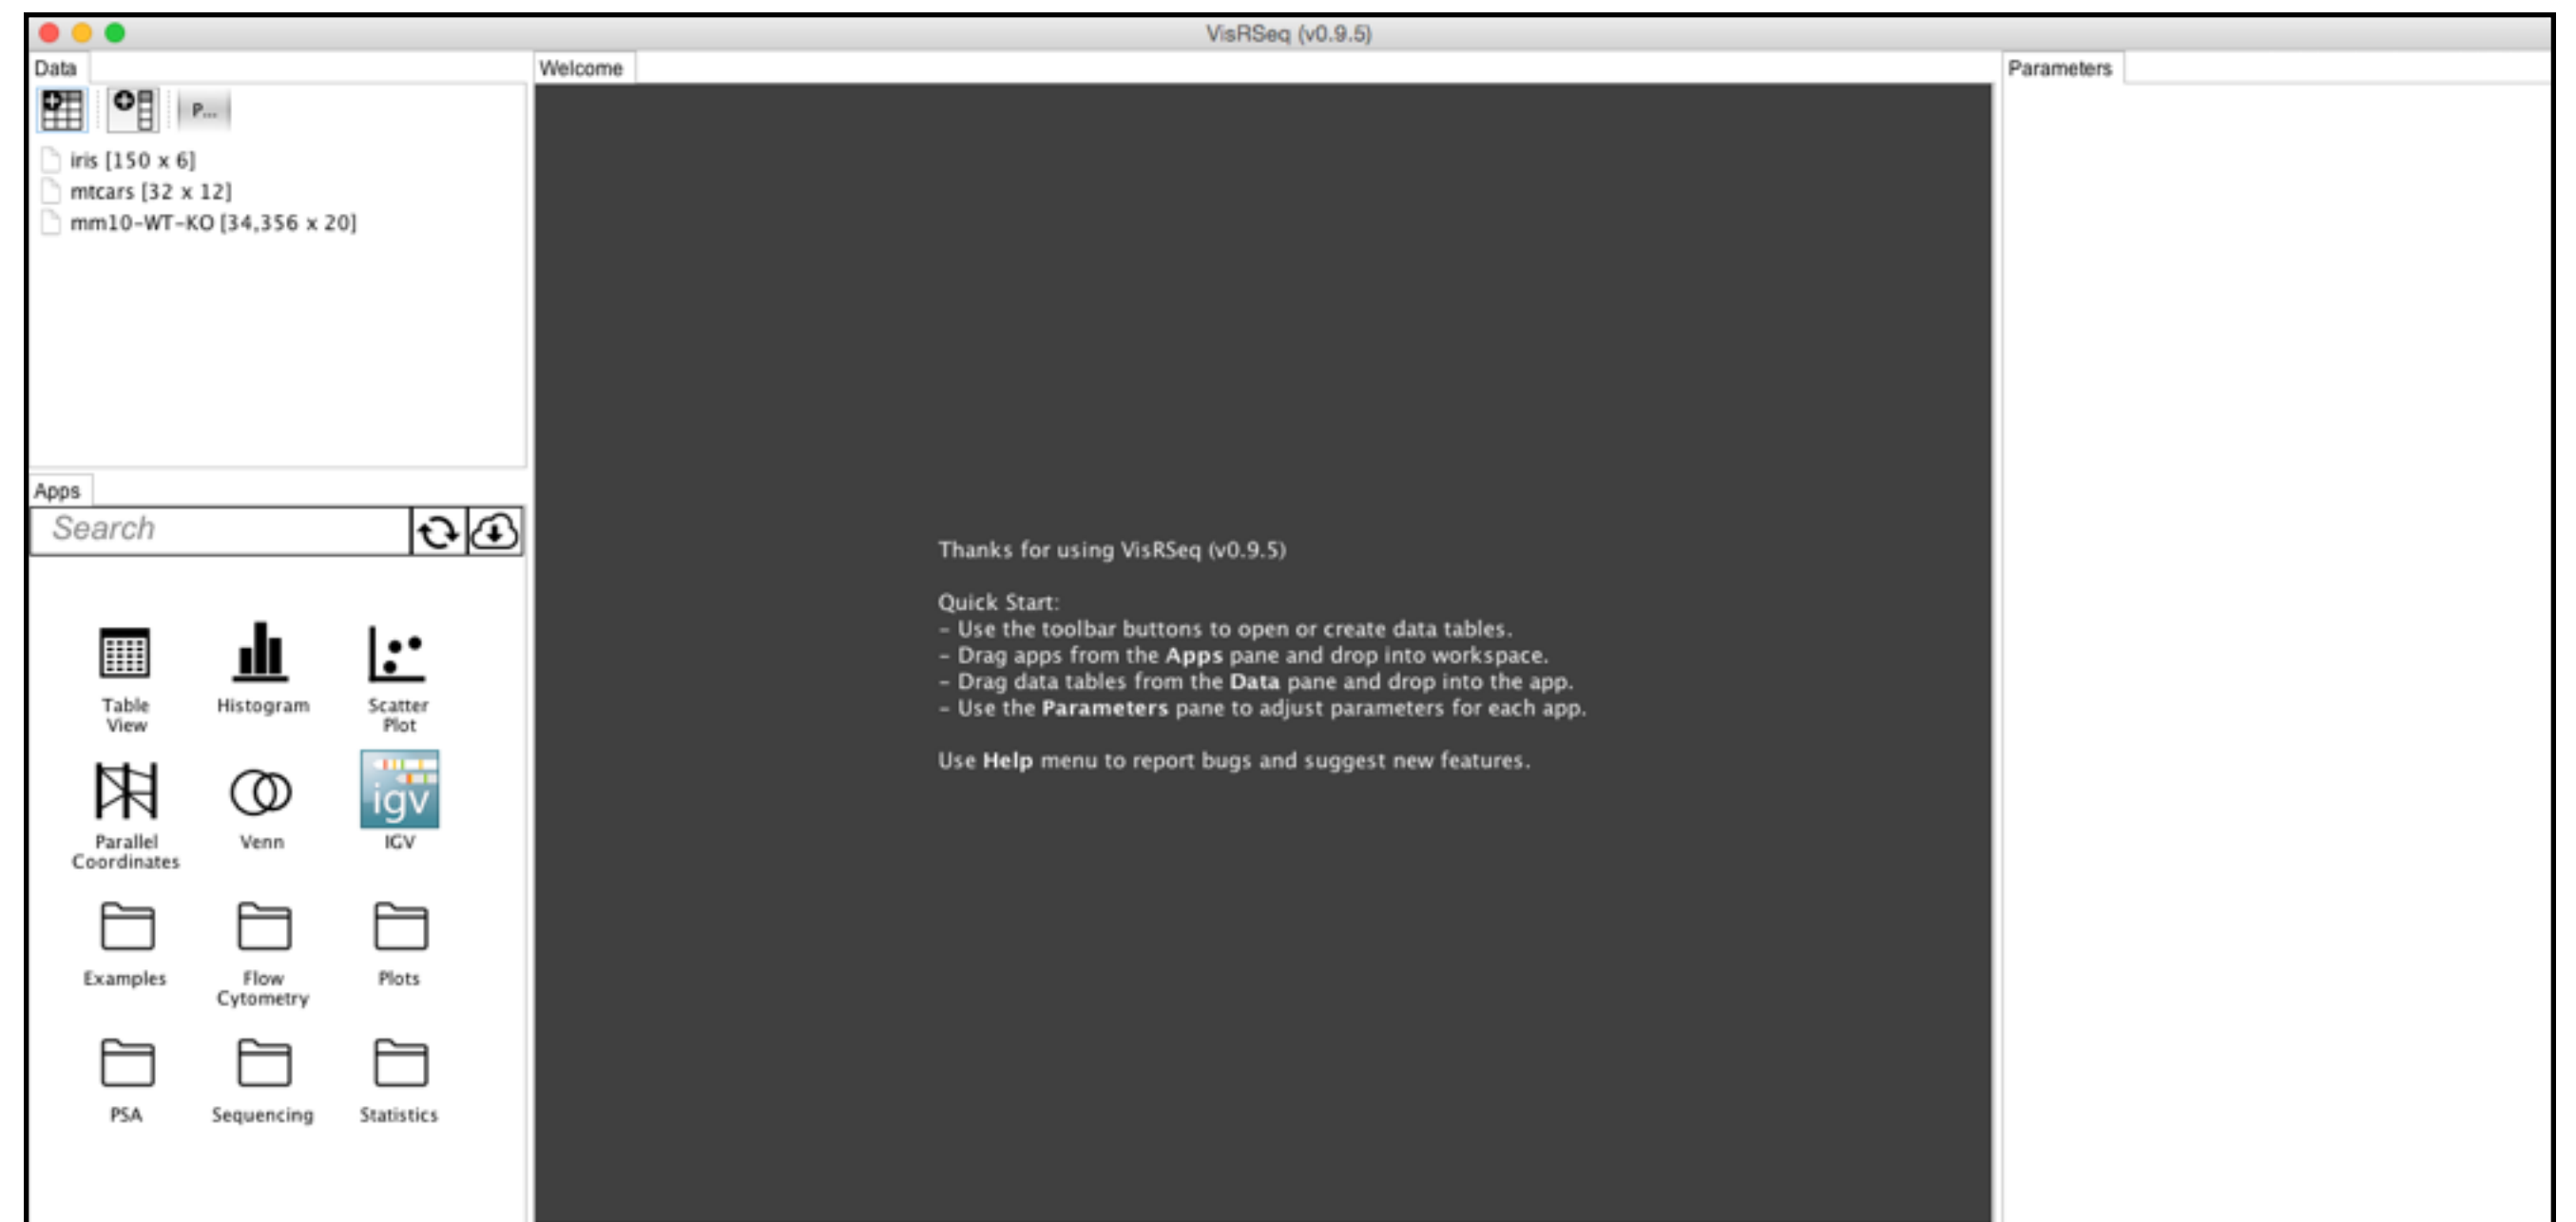 VisRSeq (v0.9.5)
Data
P...
iris [150 x 6]
mtcars [32 x 12]
mm10-WT-KO [34,356 x 20]
Apps
Search
Table
View
Histogram
Scatter
Plot
Parallel
Coordinates
Venn
igv
IGV
Examples
Flow
Cytometry
Plots
PSA
Sequencing
Statistics
Welcome
Thanks for using VisRSeq (v0.9.5)
Quick Start:
- Use the toolbar buttons to open or create data tables.
- Drag apps from the Apps pane and drop into workspace.
- Drag data tables from the Data pane and drop into the app.
- Use the Parameters pane to adjust parameters for each app.
Use Help menu to report bugs and suggest new features.
Parameters